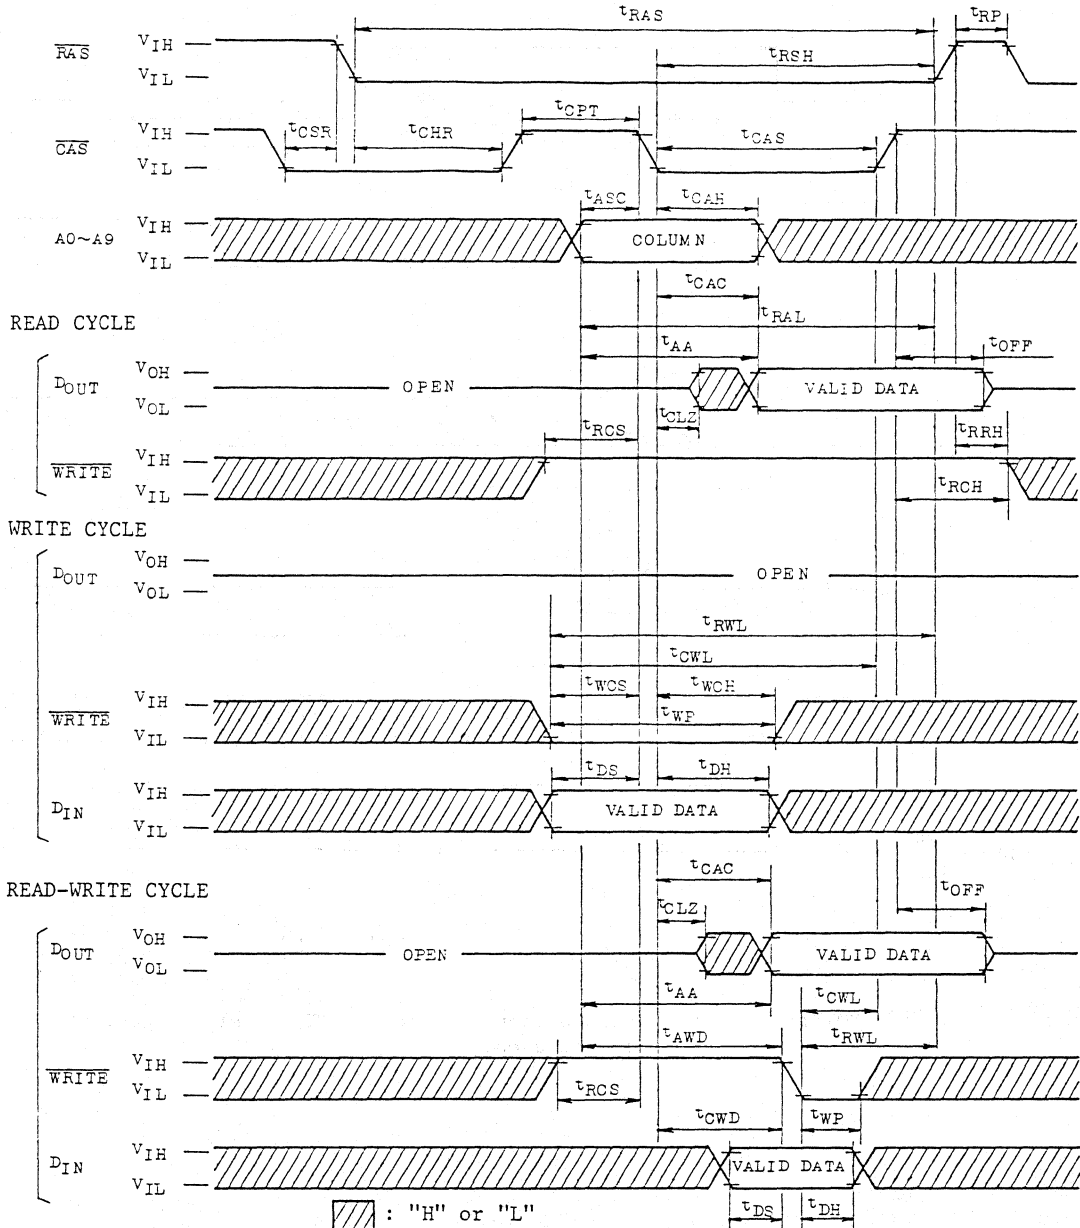 tRAS
tRP
RAS
VIH
VIL
tRSH
tCPT
CAS
VIH
VIL
tCSR
tCHR
tCAS
tASC
tCAH
A0~A9
VIH
VIL
COLUMN
tCAC
READ CYCLE
tRAL
tAA
tOFF
DOUT
VOH
VOL
OPEN
VALID DATA
tRCS
tCLZ
tRRH
WRITE
VIH
VIL
tRCH
WRITE CYCLE
DOUT
VOH
VOL
OPEN
tRWL
tCWL
tWCS
tWCH
WRITE
VIH
VIL
tWP
tDS
tDH
DIN
VIH
VIL
VALID DATA
tCAC
READ-WRITE CYCLE
tCLZ
tOFF
DOUT
VOH
VOL
OPEN
VALID DATA
tAA
tCWL
tAWD
tRWL
WRITE
VIH
VIL
tRCS
tCWD
tWP
DIN
VIH
VIL
VALID DATA
tDS
tDH
: "H" or "L"